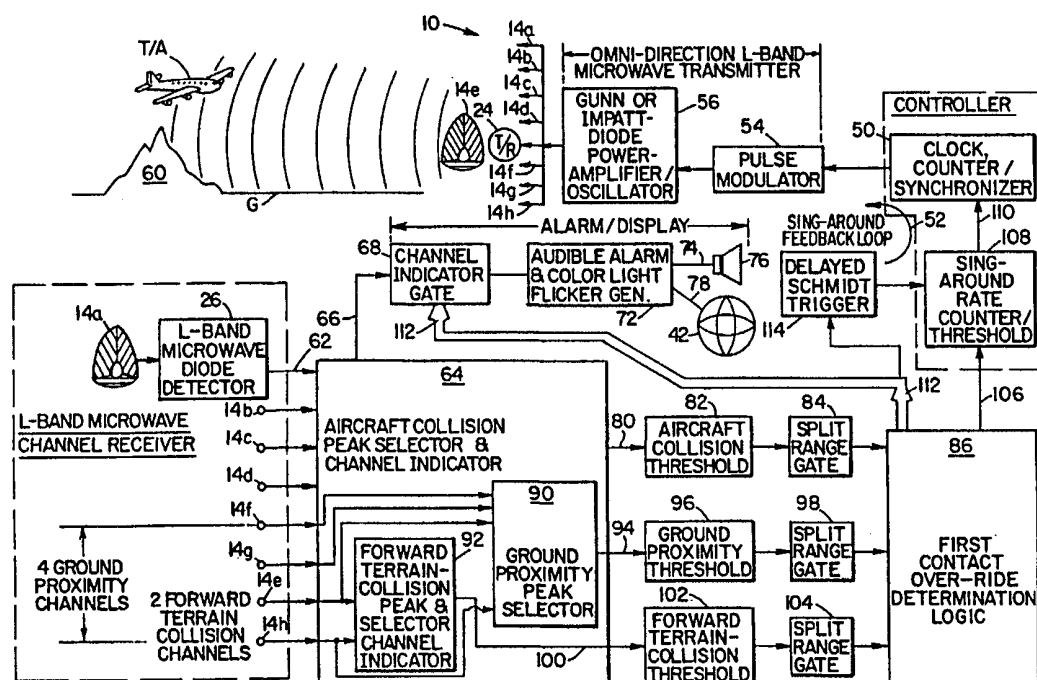 10
14a
14b
14c
14d
T/A
14e
24
T/R
14f
14g
14h
60
G
OMNI-DIRECTION L-BAND
MICROWAVE TRANSMITTER
56
GUNN OR
IMPATT-
DIODE
POWER-
AMPLIFIER/
OSCILLATOR
54
PULSE
MODULATOR
CONTROLLER
50
CLOCK,
COUNTER/
SYNCHRONIZER
110
52
SING-AROUND
FEEDBACK LOOP
108
SING-
AROUND
RATE
COUNTER/
THRESHOLD
DELAYED
SCHMIDT
TRIGGER
114
106
112
ALARM/DISPLAY
68
CHANNEL
INDICATOR
GATE
AUDIBLE ALARM
& COLOR LIGHT
FLICKER GEN.
72
74
76
78
42
66
112
26
14a
L-BAND
MICROWAVE
DIODE
DETECTOR
62
L-BAND MICROWAVE
CHANNEL RECEIVER
14b
14c
14d
14f
14g
14e
14h
4 GROUND
PROXIMITY
CHANNELS
2 FORWARD
TERRAIN
COLLISION
CHANNELS
64
AIRCRAFT COLLISION
PEAK SELECTOR &
CHANNEL INDICATOR
90
GROUND
PROXIMITY
PEAK
SELECTOR
92
FORWARD
TERRAIN-
COLLISION
PEAK &
SELECTOR
CHANNEL
INDICATOR
80
82
AIRCRAFT
COLLISION
THRESHOLD
84
SPLIT
RANGE
GATE
94
96
GROUND
PROXIMITY
THRESHOLD
98
SPLIT
RANGE
GATE
100
102
FORWARD
TERRAIN-
COLLISION
THRESHOLD
104
SPLIT
RANGE
GATE
86
FIRST
CONTACT
OVER-RIDE
DETERMINATION
LOGIC